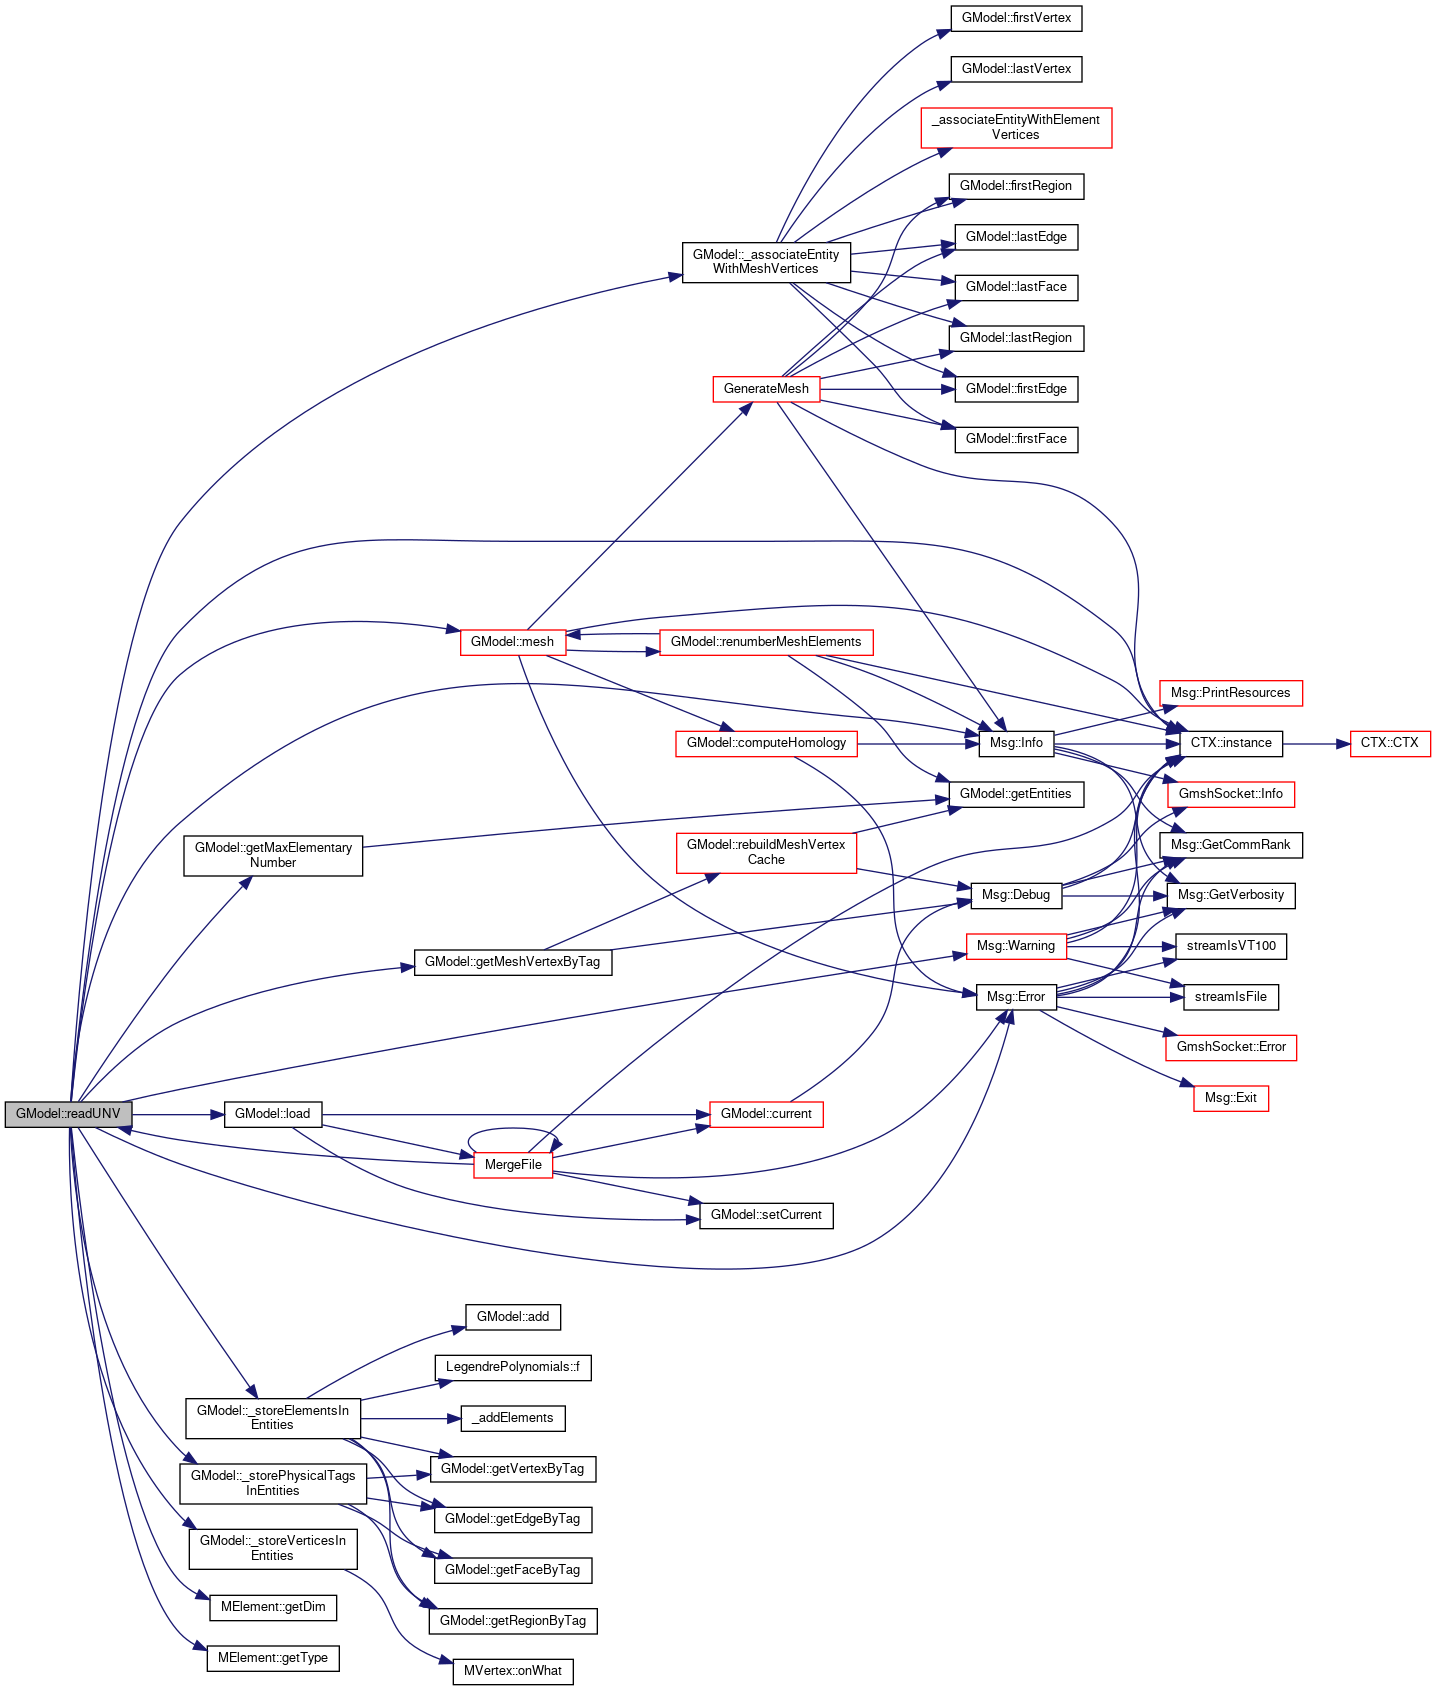 GModel::firstVertex
GModel::lastVertex
_associateEntityWithElement
Vertices
GModel::firstRegion
GModel::_associateEntity
WithMeshVertices
GModel::lastEdge
GModel::lastFace
GModel::lastRegion
GenerateMesh
GModel::firstEdge
GModel::firstFace
GModel::mesh
GModel::renumberMeshElements
Msg::PrintResources
GModel::computeHomology
Msg::Info
CTX::instance
CTX::CTX
GModel::getEntities
GmshSocket::Info
GModel::getMaxElementary
Number
GModel::rebuildMeshVertex
Cache
Msg::GetCommRank
Msg::Debug
Msg::GetVerbosity
GModel::getMeshVertexByTag
Msg::Warning
streamIsVT100
Msg::Error
streamIsFile
GmshSocket::Error
Msg::Exit
GModel::readUNV
GModel::load
GModel::current
MergeFile
GModel::setCurrent
GModel::add
LegendrePolynomials::f
GModel::_storeElementsIn
Entities
_addElements
GModel::getVertexByTag
GModel::_storePhysicalTags
InEntities
GModel::getEdgeByTag
GModel::_storeVerticesIn
Entities
GModel::getFaceByTag
MElement::getDim
GModel::getRegionByTag
MElement::getType
MVertex::onWhat